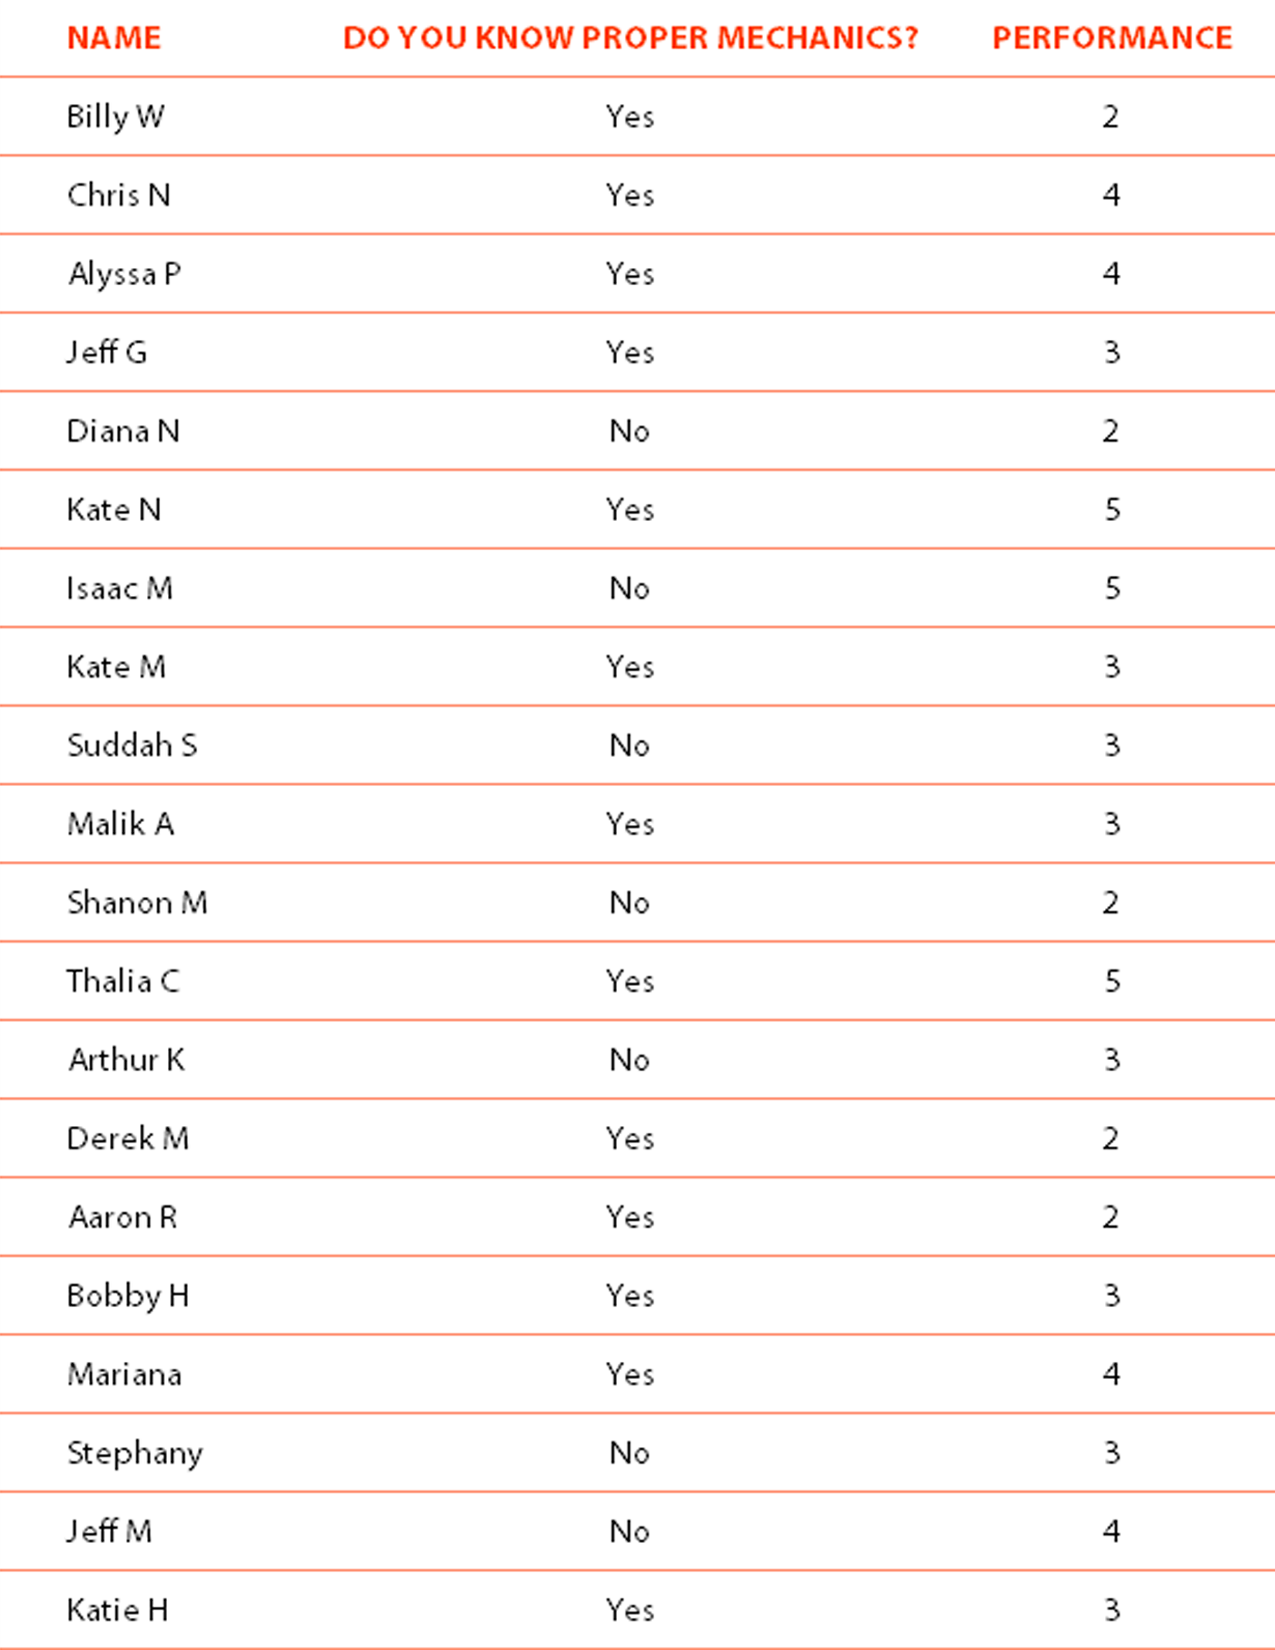 NAME DO YOU KNOW PROPER MECHANICS? PERFORMANCE
Billy W Yes 2
Chris N Yes 4
Alyssa P Yes 4
Jeff G Yes 3
Diana N No 2
Kate N Yes 5
Isaac M No 5
Kate M Yes 3
Suddah S No 3
Malik A Yes 3
Shanon M No 2
Thalia C Yes 5
Arthur K No 3
Derek M Yes 2
Aaron R Yes 2
Bobby H Yes 3
Mariana Yes 4
Stephany No 3
Jeff M No 4
Katie H Yes 3